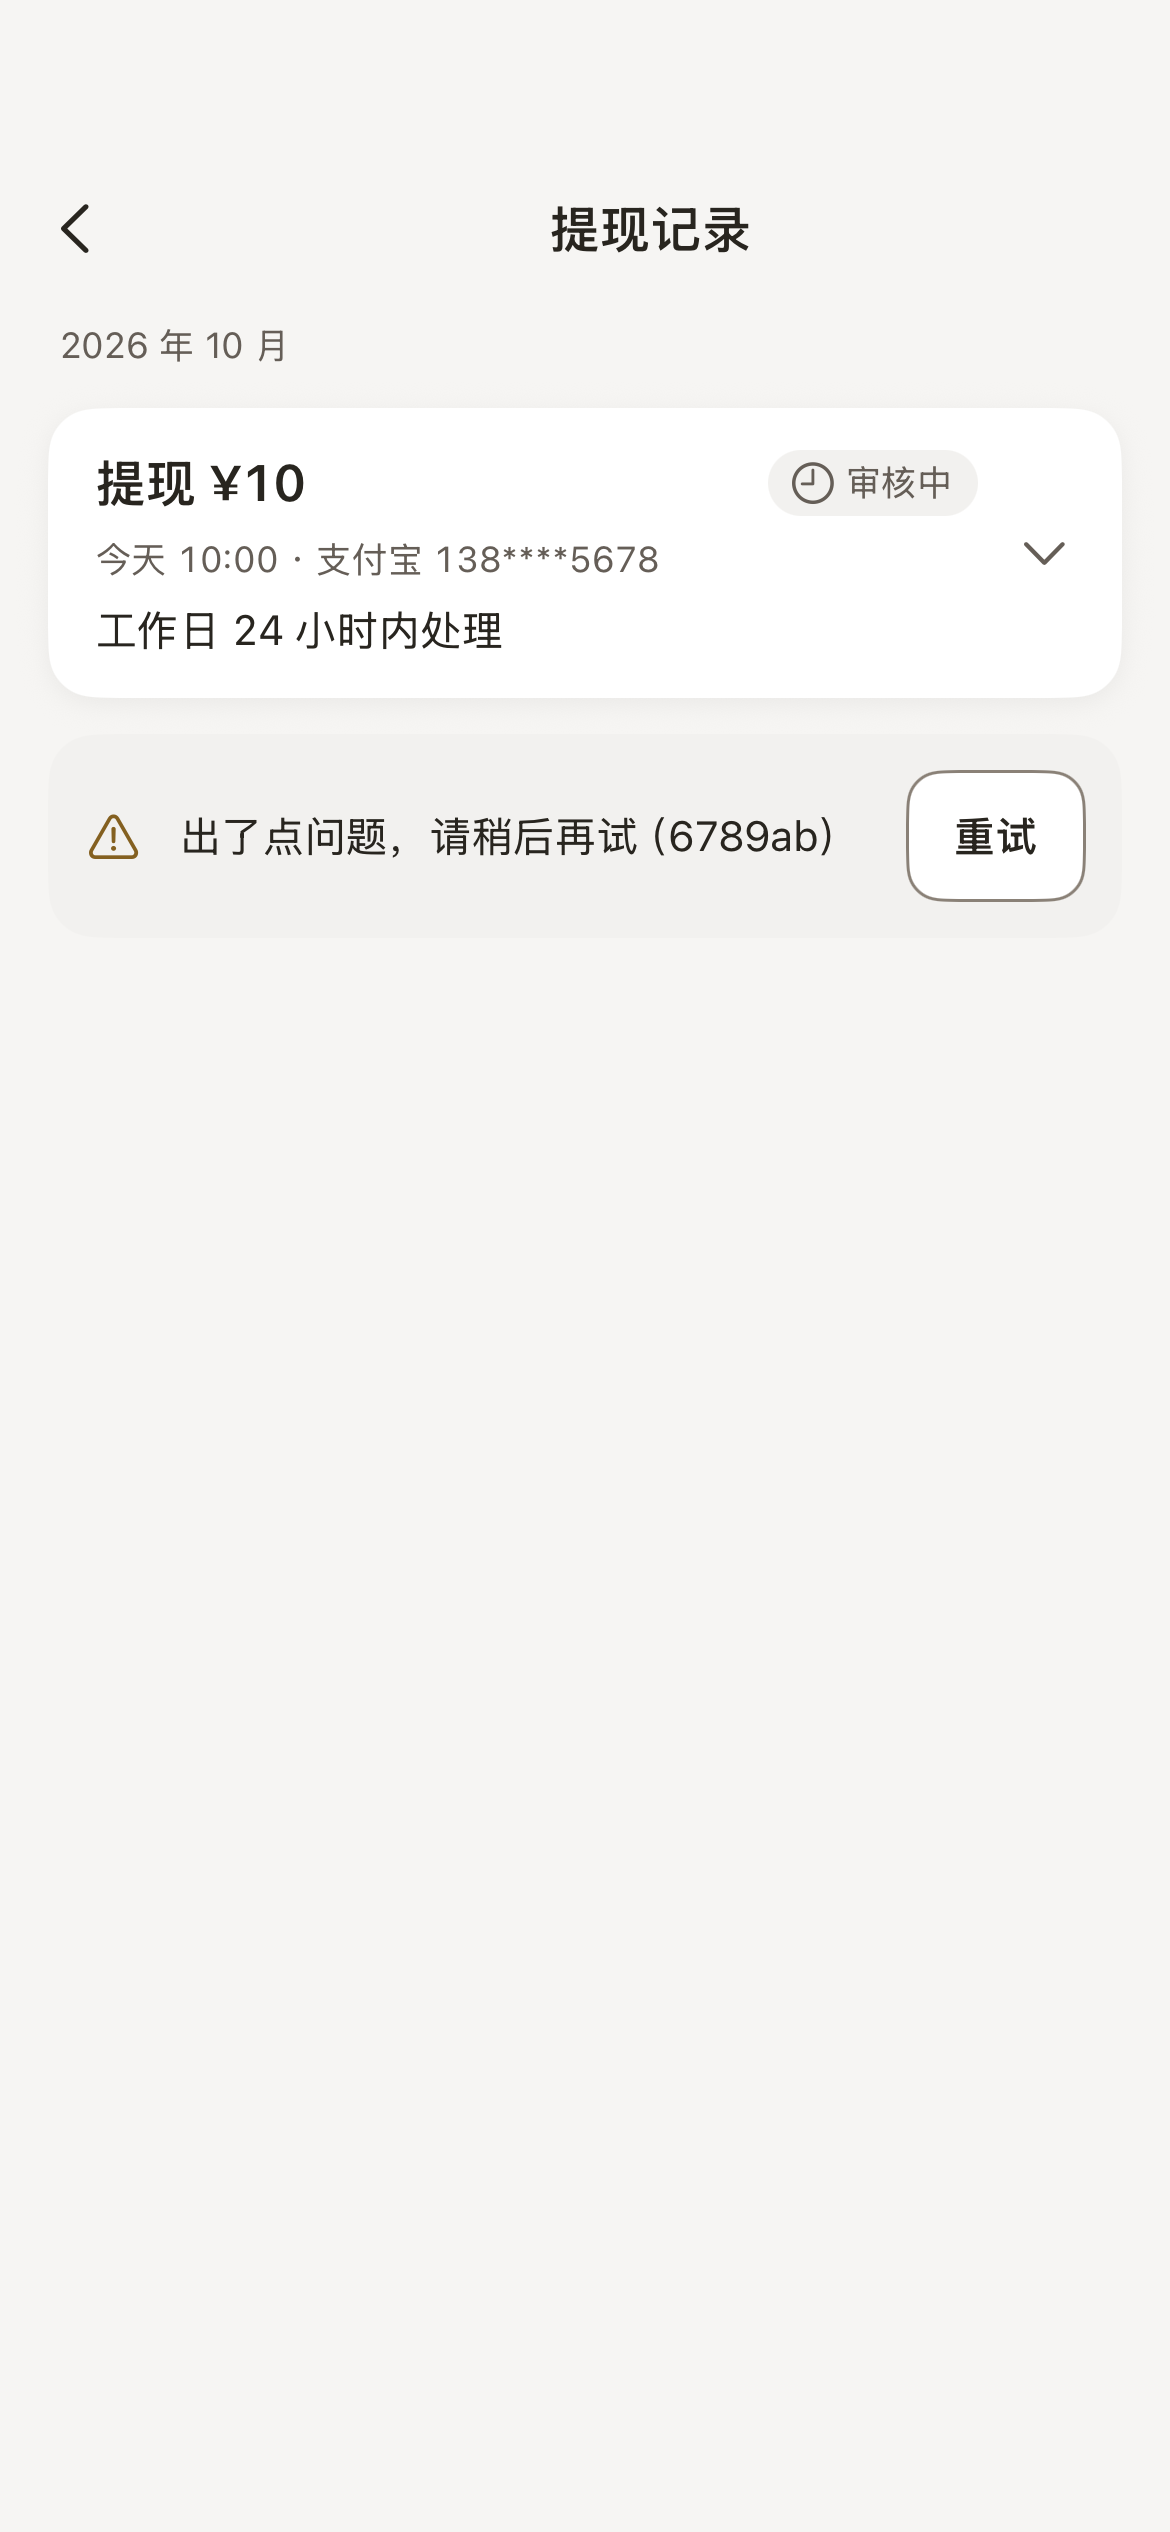 提现记录
2026 年 10 月
提现 ¥10
审核中
今天 10:00 · 支付宝 138****5678
工作日 24 小时内处理
出了点问题，请稍后再试 (6789ab)
重试